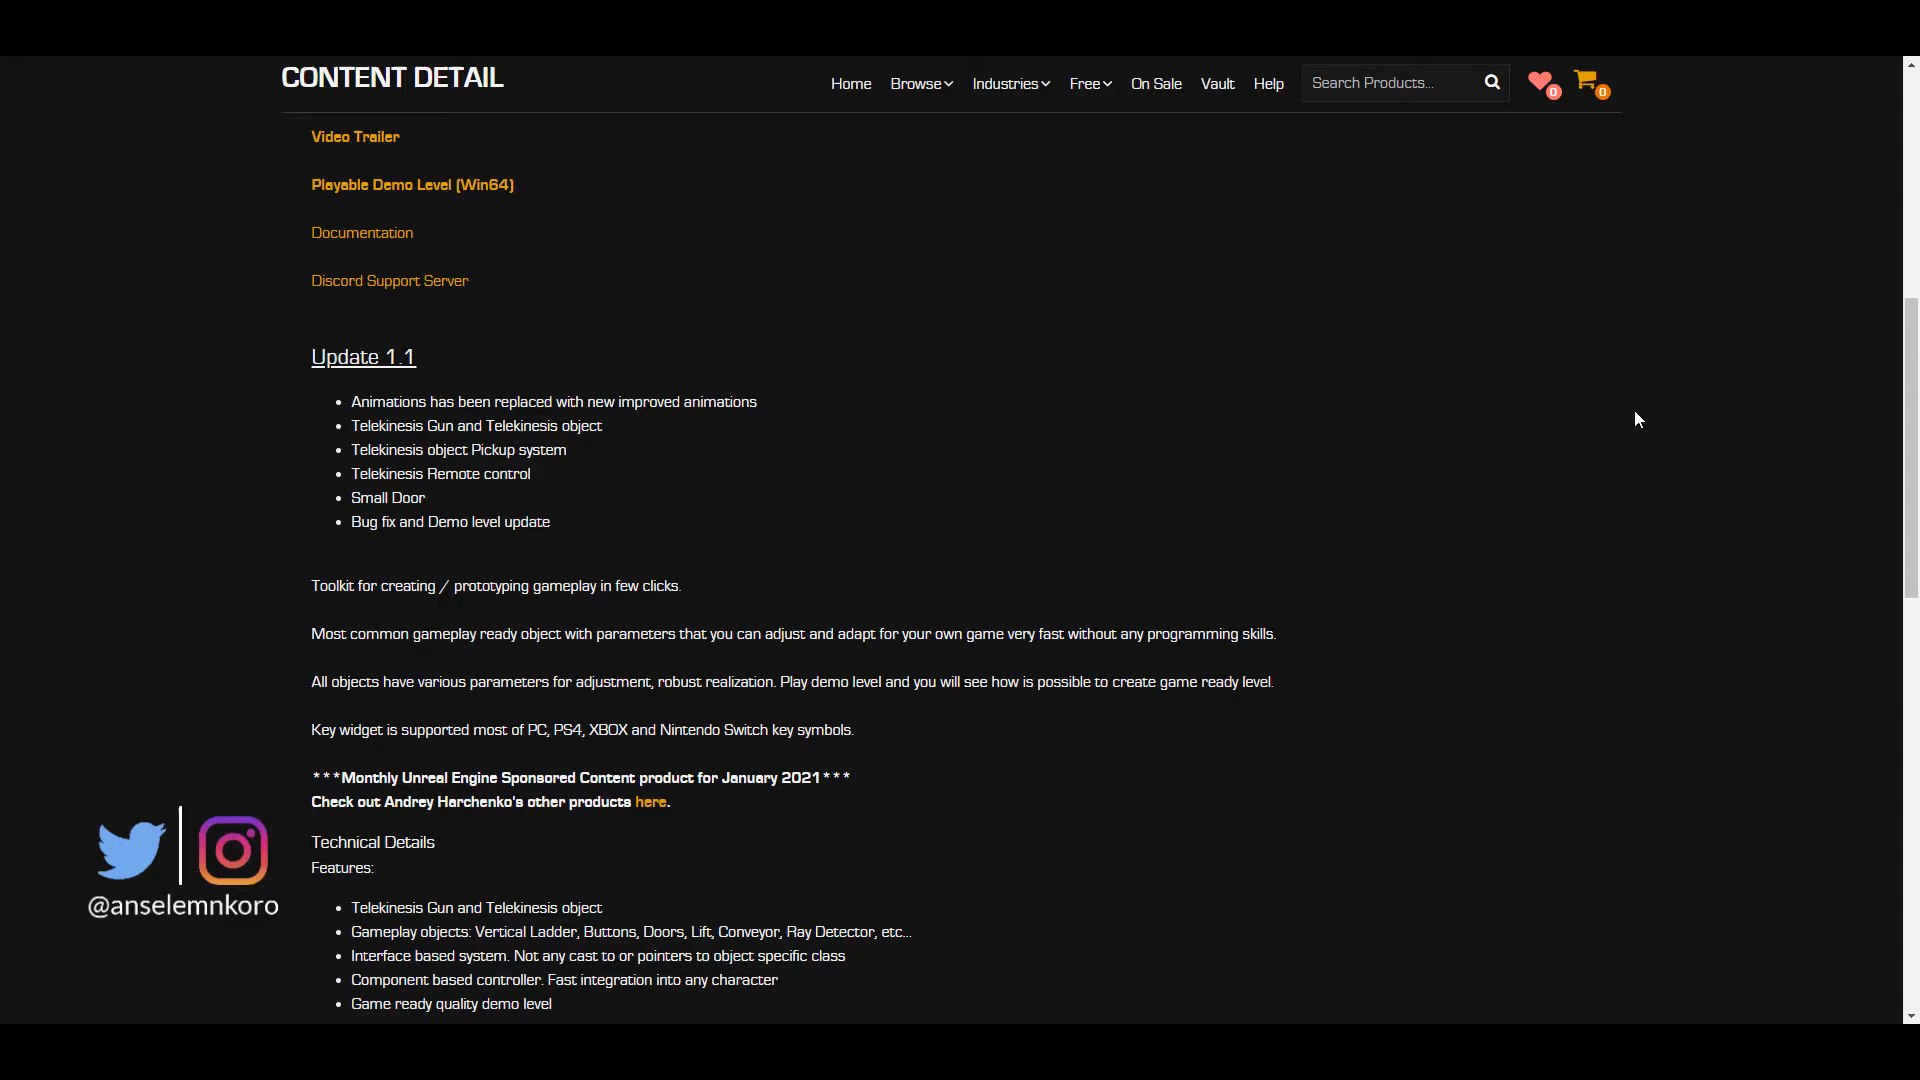 CONTENT DETAIL
Home Browse Industries Free On Sale Vault Help Search Products... 0 0
Video Trailer
Playable Demo Level (Win64)
Documentation
Discord Support Server
Update 1.1
• Animations has been replaced with new improved animations
• Telekinesis Gun and Telekinesis object
• Telekinesis object Pickup system
• Telekinesis Remote control
• Small Door
• Bug fix and Demo level update
Toolkit for creating / prototyping gameplay in few clicks.
Most common gameplay ready object with parameters that you can adjust and adapt for your own game very fast without any programming skills.
All objects have various parameters for adjustment, robust realization. Play demo level and you will see how is possible to create game ready level.
Key widget is supported most of PC, PS4, XBOX and Nintendo Switch key symbols.
***Monthly Unreal Engine Sponsored Content product for January 2021***
Check out Andrey Harchenko's other products here.
Technical Details
Features:
• Telekinesis Gun and Telekinesis object
• Gameplay objects: Vertical Ladder, Buttons, Doors, Lift, Conveyor, Ray Detector, etc...
• Interface based system. Not any cast to or pointers to object specific class
• Component based controller. Fast integration into any character
• Game ready quality demo level
@anselemnkoro